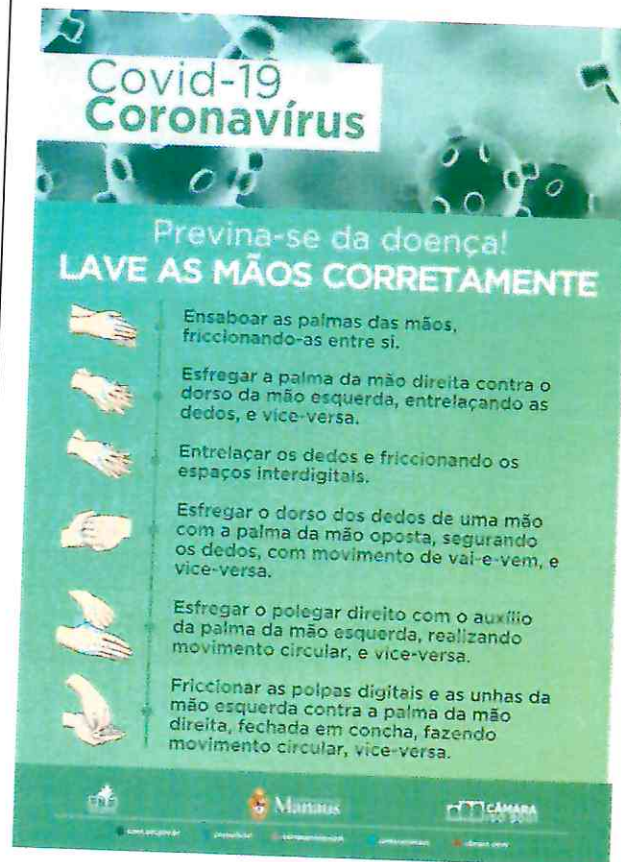 Covid-19
Coronavírus
Previna-se da doença!
LAVE AS MÃOS CORRETAMENTE
Ensaboar as palmas das mãos,
friccionando-as entre si.
Esfregar a palma da mão direita contra o
dorso da mão esquerda, entrelaçando as
dedos, e vice-versa.
Entrelaçar os dedos e friccionando os
espaços interdigitais.
Esfregar o dorso dos dedos de uma mão
com a palma da mão oposta, segurando
os dedos, com movimento de vai-e-vem, e
vice-versa.
Esfregar o polegar direito com o auxílio
da palma da mão esquerda, realizando
movimento circular, e vice-versa.
Friccionar as polpas digitais e as unhas da
mão esquerda contra a palma da mão
direita, fechada em concha, fazendo
movimento circular, vice-versa.
Manaus
CÂMARA